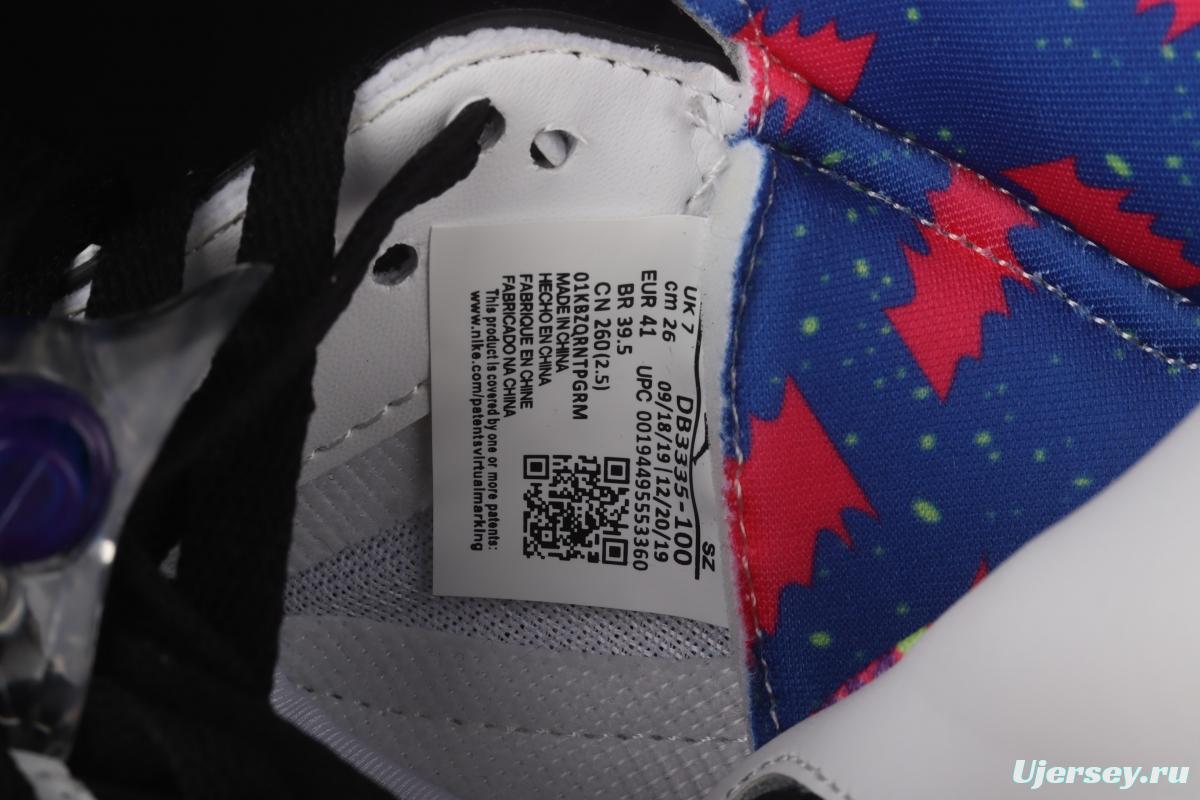 UK 7
cm 26
EUR 41
BR 39.5
CN 260(2.5)
01KBZQRNTPGRM
MADE IN CHINA
HECHO EN CHINA
FABRIQUE EN CHINE
FABRICADO NA CHINA
This product is covered by one or more patents:
www.nike.com/patentsvirtualmarking
DB3335-100
09/18/19 | 12/20/19
UPC 00194495553360
SZ
Ujersey.ru